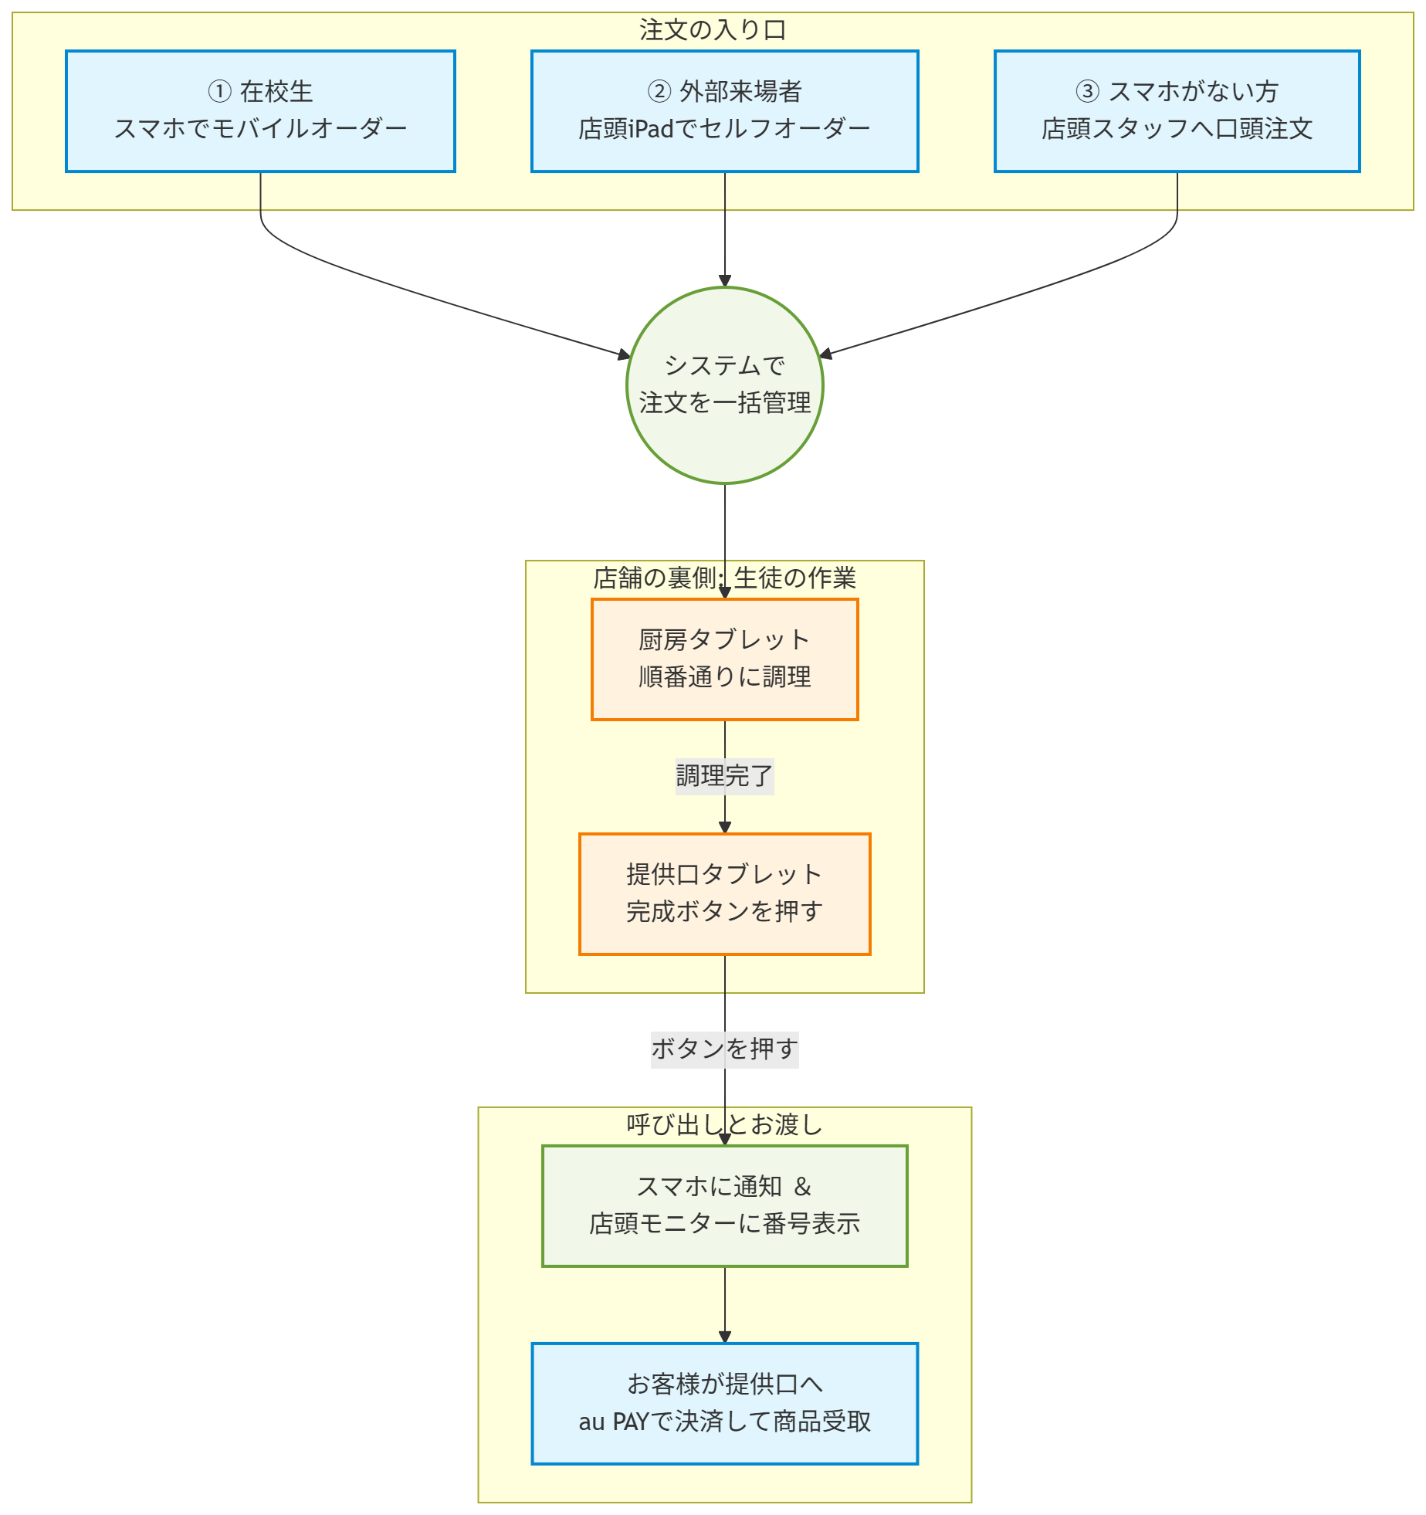 注文の入り口
① 在校生
スマホでモバイルオーダー
② 外部来場者
店頭iPadでセルフオーダー
③ スマホがない方
店頭スタッフへ口頭注文
システムで
注文を一括管理
店舗の裏側: 生徒の作業
厨房タブレット
順番通りに調理
調理完了
提供口タブレット
完成ボタンを押す
ボタンを押す
呼び出しとお渡し
スマホに通知 ＆
店頭モニターに番号表示
お客様が提供口へ
au PAYで決済して商品受取